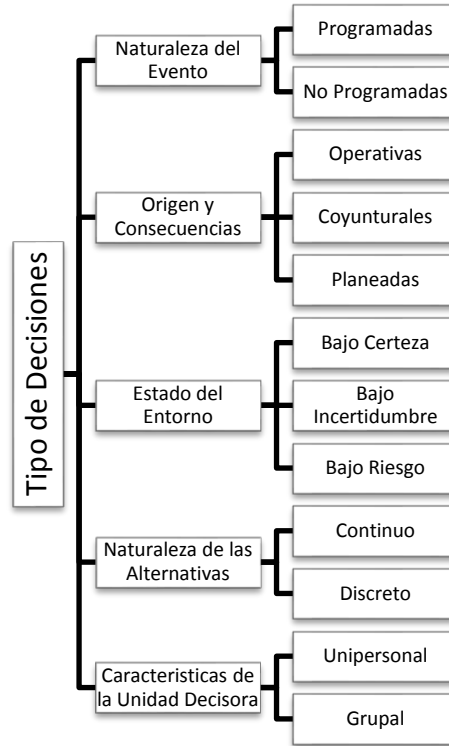 Tipo de Decisiones
Naturaleza del
Evento
Programadas
No Programadas
Origen y
Consecuencias
Operativas
Coyunturales
Planeadas
Estado del
Entorno
Bajo Certeza
Bajo
Incertidumbre
Bajo Riesgo
Naturaleza de las
Alternativas
Continuo
Discreto
Caracteristicas de
la Unidad Decisora
Unipersonal
Grupal